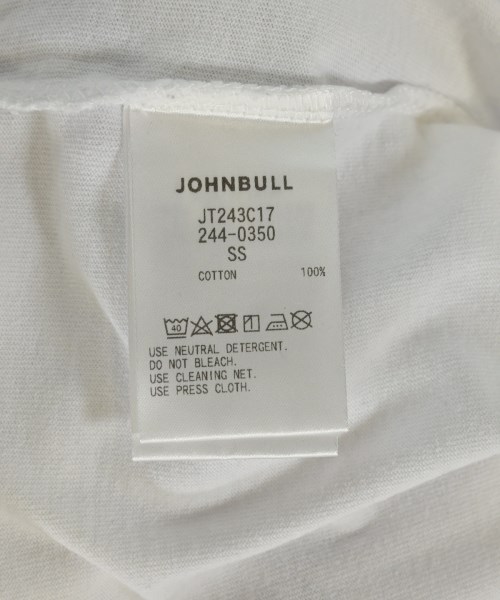 JOHNBULL
JT243C17
244-0350
SS
COTTON 100%
40
USE NEUTRAL DETERGENT.
DO NOT BLEACH.
USE CLEANING NET.
USE PRESS CLOTH.